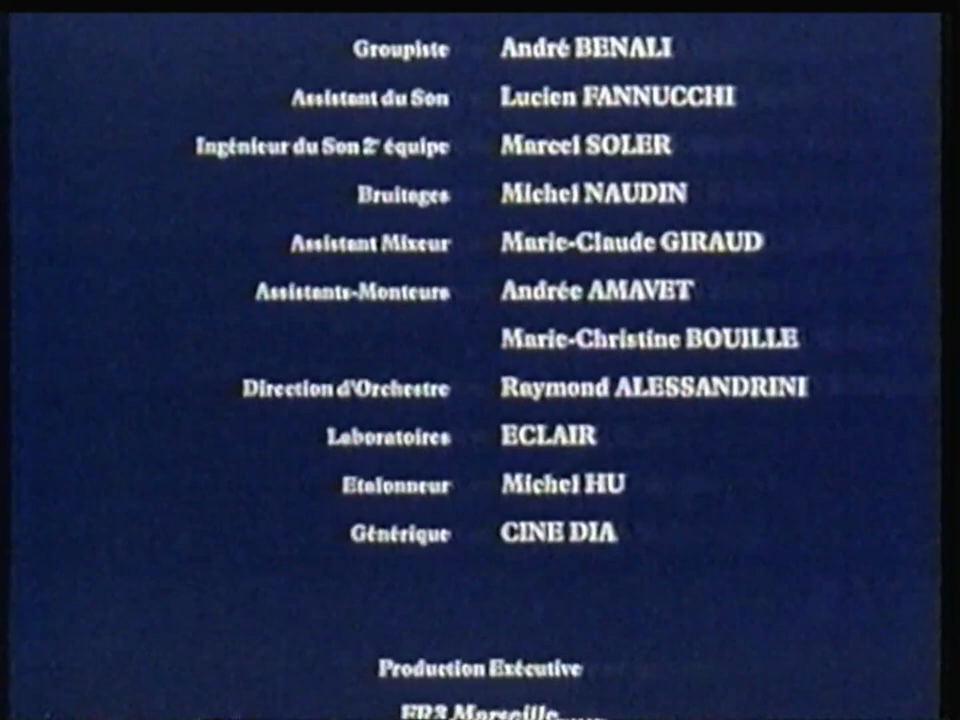 Groupiste André BENALI
Assistant du Son Lucien FANNUCCHI
Ingénieur du Son 2e équipe Marcel SOLER
Bruitages Michel NAUDIN
Assistant Mixeur Marie-Claude GIRAUD
Assistants-Monteurs Andrée AMAVET
Marie-Christine BOUILLE
Direction d'Orchestre Raymond ALESSANDRINI
Laboratoires ECLAIR
Etalonneur Michel HU
Générique CINE DIA
Production Exécutive
FR3 Marseille